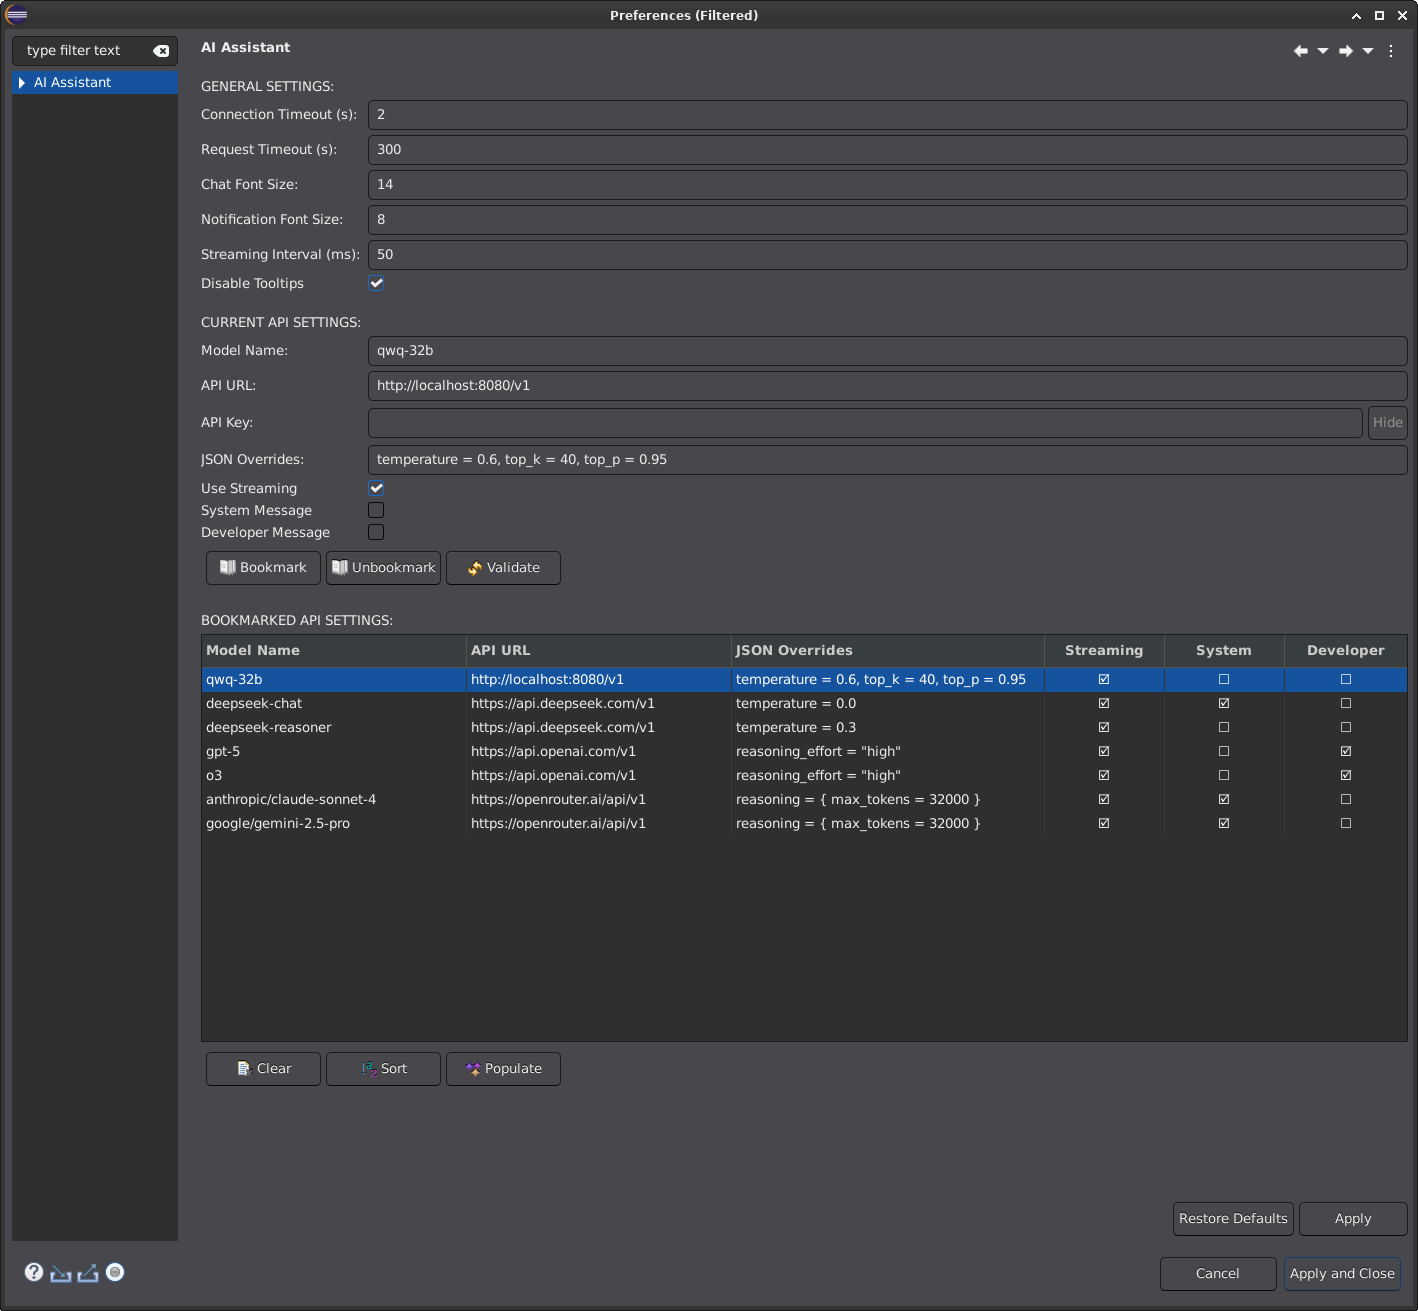 Preferences (Filtered)
type filter text
AI Assistant
AI Assistant
GENERAL SETTINGS:
Connection Timeout (s): 2
Request Timeout (s): 300
Chat Font Size: 14
Notification Font Size: 8
Streaming Interval (ms): 50
Disable Tooltips
CURRENT API SETTINGS:
Model Name: qwq-32b
API URL: http://localhost:8080/v1
API Key: Hide
JSON Overrides: temperature = 0.6, top_k = 40, top_p = 0.95
Use Streaming
System Message
Developer Message
Bookmark Unbookmark Validate
BOOKMARKED API SETTINGS:
Model Name API URL JSON Overrides Streaming System Developer
qwq-32b http://localhost:8080/v1 temperature = 0.6, top_k = 40, top_p = 0.95
deepseek-chat https://api.deepseek.com/v1 temperature = 0.0
deepseek-reasoner https://api.deepseek.com/v1 temperature = 0.3
gpt-5 https://api.openai.com/v1 reasoning_effort = "high"
o3 https://api.openai.com/v1 reasoning_effort = "high"
anthropic/claude-sonnet-4 https://openrouter.ai/api/v1 reasoning = { max_tokens = 32000 }
google/gemini-2.5-pro https://openrouter.ai/api/v1 reasoning = { max_tokens = 32000 }
Clear Sort Populate
Restore Defaults Apply
Cancel Apply and Close